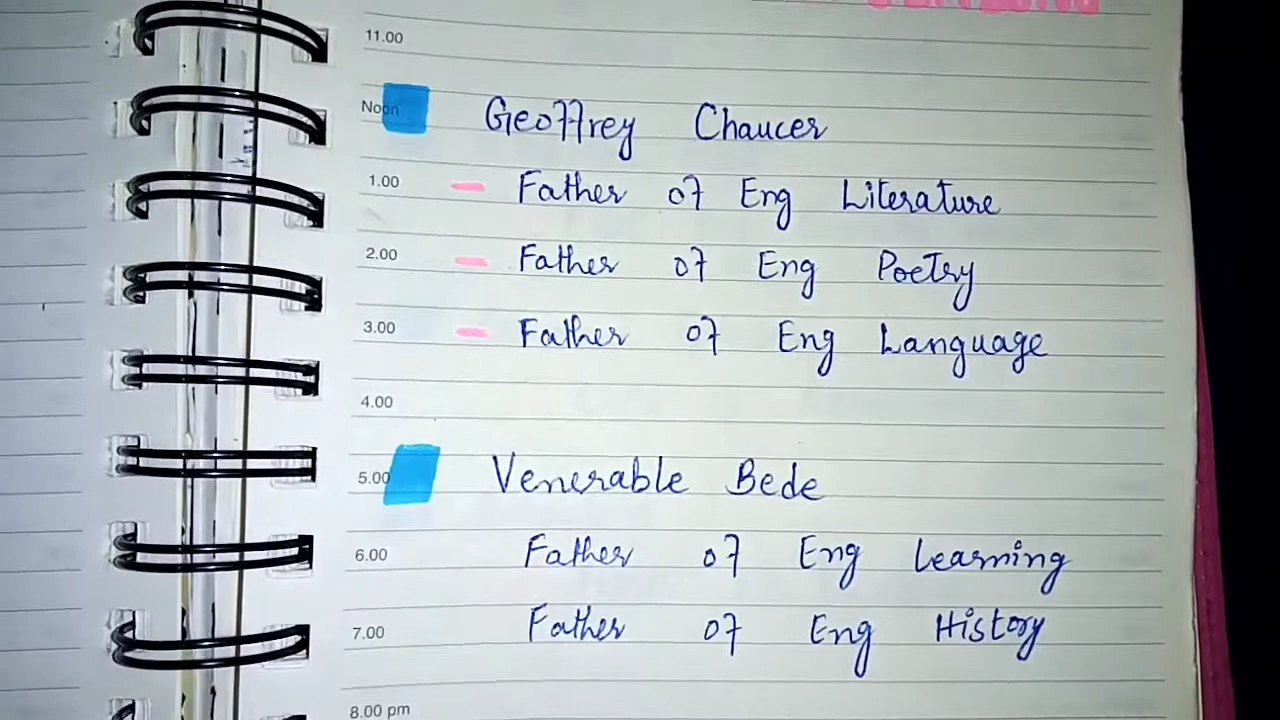 11.00
Noon Geoffrey Chaucer
1.00 - Father of Eng Literature
2.00 - Father of Eng Poetry
3.00 - Father of Eng Language
4.00
5.00 Venerable Bede
6.00 Father of Eng Learning
7.00 Father of Eng History
8.00 pm